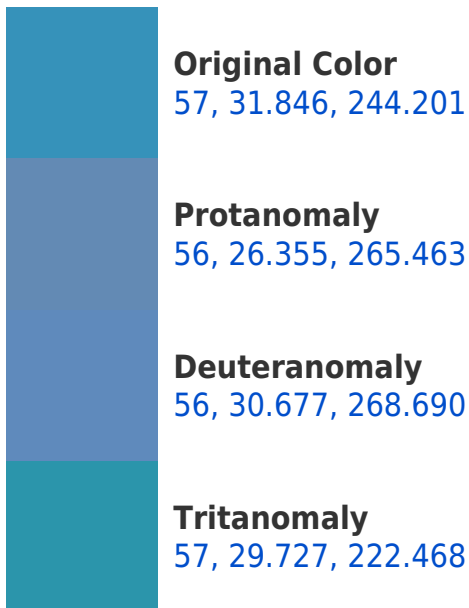 Original Color
57, 31.846, 244.201
Protanomaly
56, 26.355, 265.463
Deuteranomaly
56, 30.677, 268.690
Tritanomaly
57, 29.727, 222.468